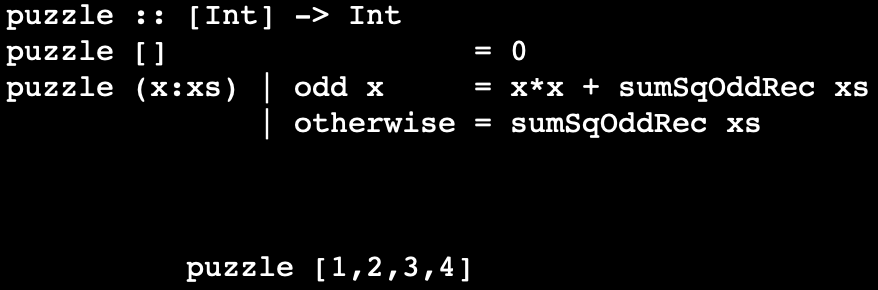 puzzle :: [Int] -> Int
puzzle []                 = 0
puzzle (x:xs) | odd x     = x*x + sumSqOddRec xs
              | otherwise = sumSqOddRec xs
puzzle [1,2,3,4]